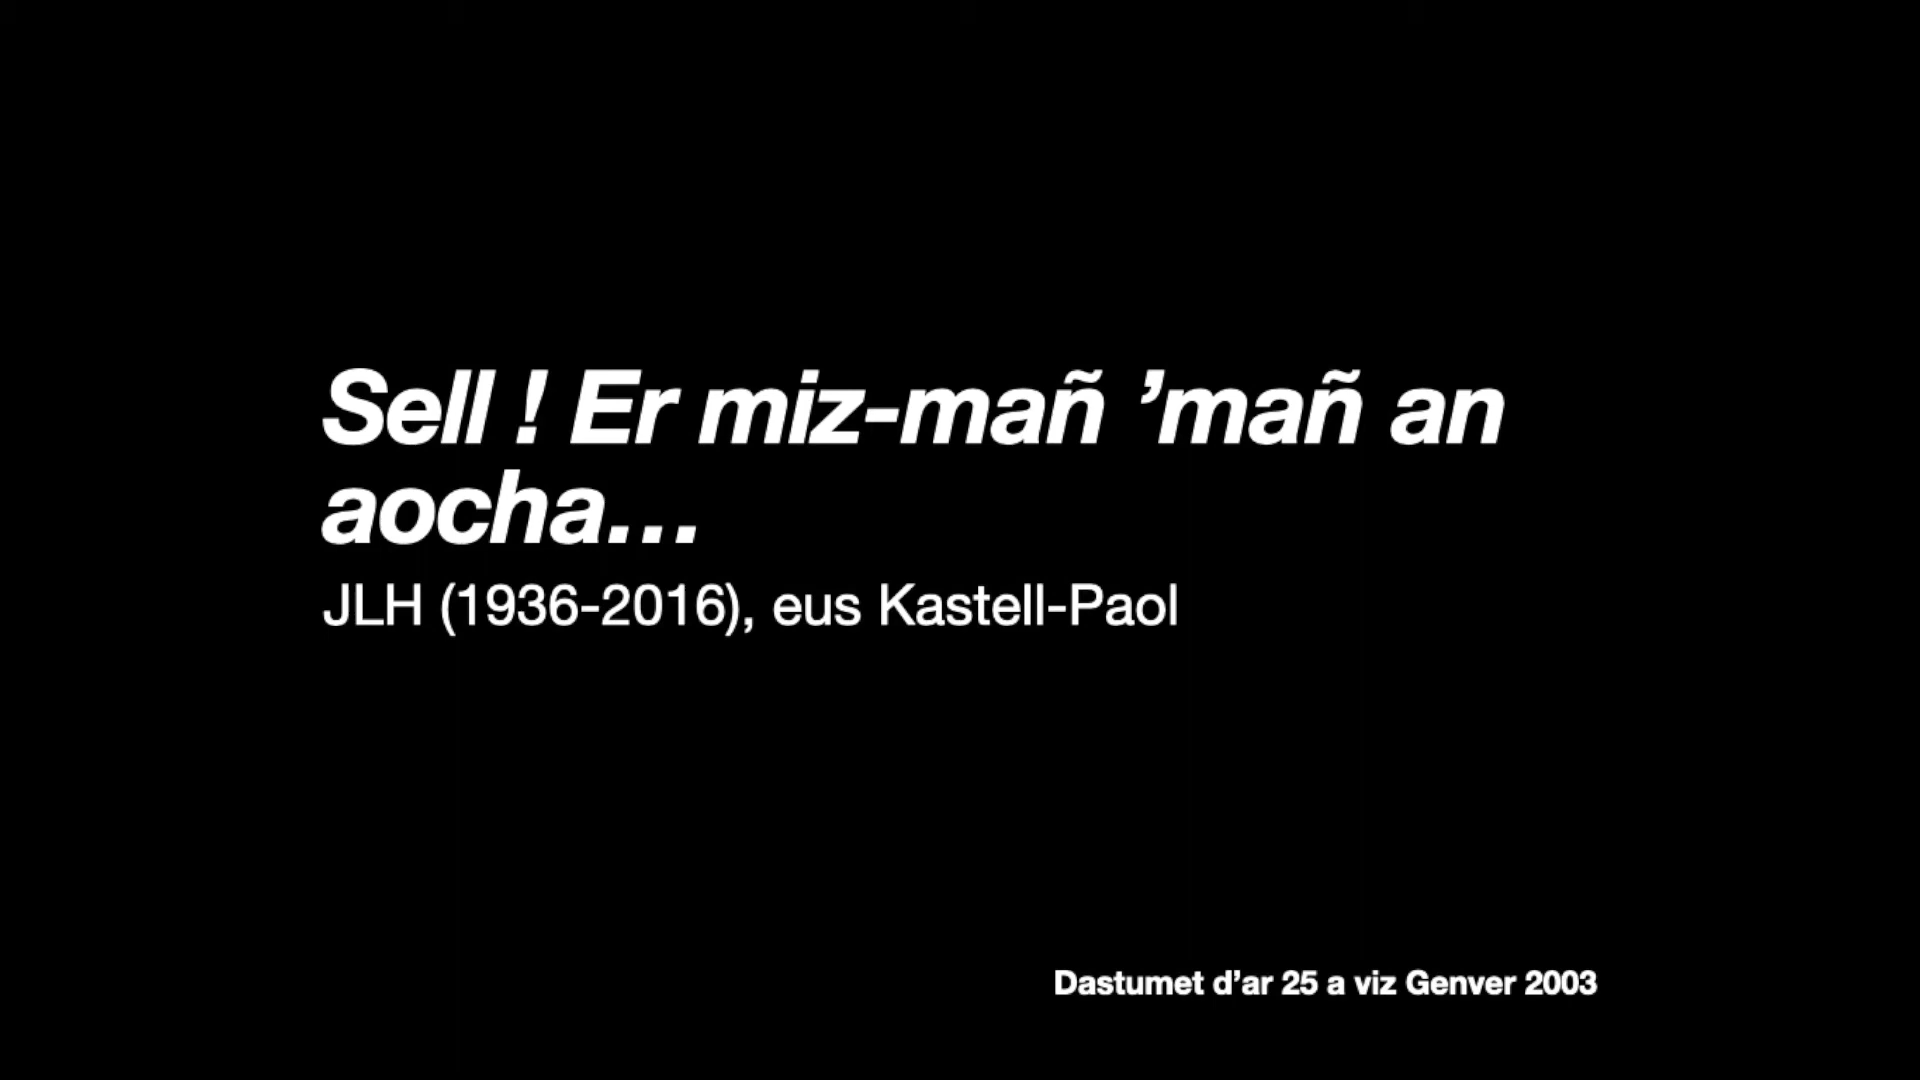 Sell ! Er miz-mañ ’mañ an
aocha…
JLH (1936-2016), eus Kastell-Paol
Dastumet d’ar 25 a viz Genver 2003